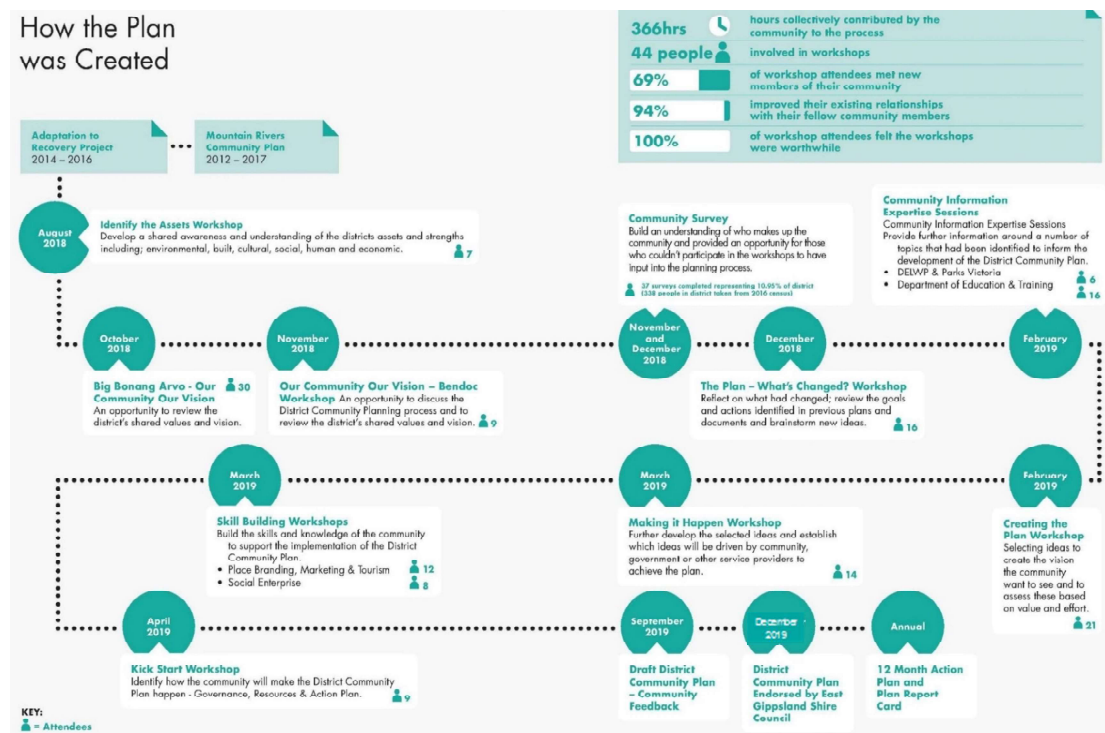 How the Plan
was Created
366hrs
hours collectively contributed by the
community to the process
44 people
involved in workshops
69%
of workshop attendees met new
members of their community
94%
improved their existing relationships
with their fellow community members
100%
of workshop attendees felt the workshops
were worthwhile
Adaptation to
Recovery Project
2014 – 2016
Mountain Rivers
Community Plan
2012 – 2017
August
2018
Identify the Assets Workshop
Develop a shared awareness and understanding of the districts assets and strengths
including; environmental, built, cultural, social, human and economic.
7
Community Survey
Build an understanding of who makes up the
community and provided an opportunity for those
who couldn't participate in the workshops to have
input into the planning process.
37 surveys completed representing 10.95% of district
(338 people in district taken from 2016 census)
Community Information
Expertise Sessions
Community Information Expertise Sessions
Provide further information around a number of
topics that had been identified to inform the
development of the District Community Plan.
• DELWP & Parks Victoria 6
• Department of Education & Training 16
October
2018
November
2018
November
and
December
2018
December
2018
February
2019
Big Bonang Arvo - Our 30
Community Our Vision
An opportunity to review the
district's shared values and vision.
Our Community Our Vision – Bendoc
Workshop An opportunity to discuss the
District Community Planning process and to
review the district's shared values and vision. 9
The Plan – What's Changed? Workshop
Reflect on what had changed; review the goals
and actions identified in previous plans and
documents and brainstorm new ideas. 16
March
2019
March
2019
February
2019
Skill Building Workshops
Build the skills and knowledge of the community
to support the implementation of the District
Community Plan.
• Place Branding, Marketing & Tourism 12
• Social Enterprise 8
Making it Happen Workshop
Further develop the selected ideas and establish
which ideas will be driven by community,
government or other service providers to
achieve the plan. 14
Creating the
Plan Workshop
Selecting ideas to
create the vision
the community
want to see and to
assess these based
on value and effort.
21
April
2019
September
2019
December
2019
Annual
Kick Start Workshop
Identify how the community will make the District Community
Plan happen - Governance, Resources & Action Plan. 9
Draft District
Community Plan
– Community
Feedback
District
Community Plan
Endorsed by East
Gippsland Shire
Council
12 Month Action
Plan and
Plan Report
Card
KEY:
= Attendees